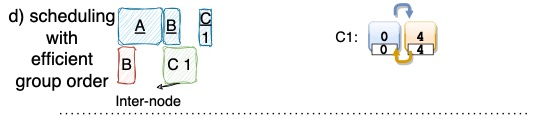 d) scheduling
with
efficient
group order
A
B
C
1
B
C 1
Inter-node
C1:
0
4
0
4